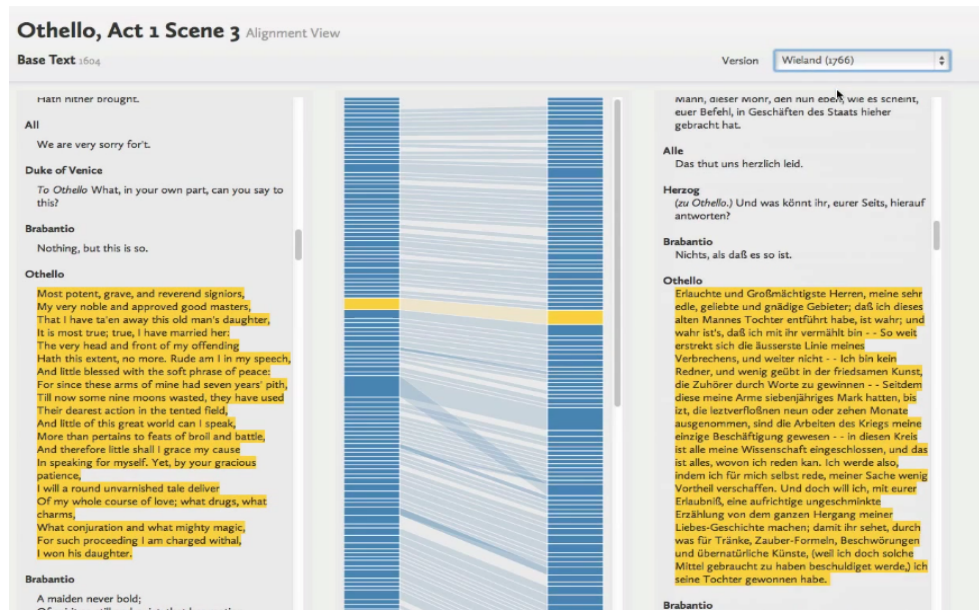 Othello, Act 1 Scene 3 Alignment View
Base Text 1604
Version
Wieland (1766)
Hath hither brought.
All
We are very sorry for't.
Duke of Venice
To Othello What, in your own part, can you say to
this?
Brabantio
Nothing, but this is so.
Othello
Most potent, grave, and reverend signiors,
My very noble and approved good masters,
That I have ta'en away this old man's daughter,
It is most true; true, I have married her:
The very head and front of my offending
Hath this extent, no more. Rude am I in my speech,
And little blessed with the soft phrase of peace:
For since these arms of mine had seven years' pith,
Till now some nine moons wasted, they have used
Their dearest action in the tented field,
And little of this great world can I speak,
More than pertains to feats of broil and battle,
And therefore little shall I grace my cause
In speaking for myself. Yet, by your gracious
patience,
I will a round unvarnished tale deliver
Of my whole course of love; what drugs, what
charms,
What conjuration and what mighty magic,
For such proceeding I am charged withal,
I won his daughter.
Brabantio
A maiden never bold;
Mann, dieser Mohr, den nun eben, wie es scheint,
euer Befehl, in Geschäften des Staats hieher
gebracht hat.
Alle
Das thut uns herzlich leid.
Herzog
(zu Othello.) Und was könnt ihr, eurer Seits, hierauf
antworten?
Brabantio
Nichts, als daß es so ist.
Othello
Erlauchte und Großmächtigste Herren, meine sehr
edle, geliebte und gnädige Gebieter; daß ich dieses
alten Mannes Tochter entführt habe, ist wahr; und
wahr ist's, daß ich mit ihr vermählt bin - - So weit
erstrekt sich die äusserste Linie meines
Verbrechens, und weiter nicht - - Ich bin kein
Redner, und wenig geübt in der friedsamen Kunst,
die Zuhörer durch Worte zu gewinnen - - Seitdem
diese meine Arme siebenjähriges Mark hatten, bis
izt, die leztverfloßnen neun oder zehen Monate
ausgenommen, sind die Arbeiten des Kriegs meine
einzige Beschäftigung gewesen - - in diesen Kreis
ist alle meine Wissenschaft eingeschlossen, und das
ist alles, wovon ich reden kan. Ich werde also,
indem ich für mich selbst rede, meiner Sache wenig
Vortheil verschaffen. Und doch will ich, mit eurer
Erlaubniß, eine aufrichtige ungeschminkte
Erzählung von dem ganzen Hergang meiner
Liebes-Geschichte machen; damit ihr sehet, durch
was für Tränke, Zauber-Formeln, Beschwörungen
und übernatürliche Künste, (weil ich doch solche
Mittel gebraucht zu haben beschuldiget werde,) ich
seine Tochter gewonnen habe.
Brabantio